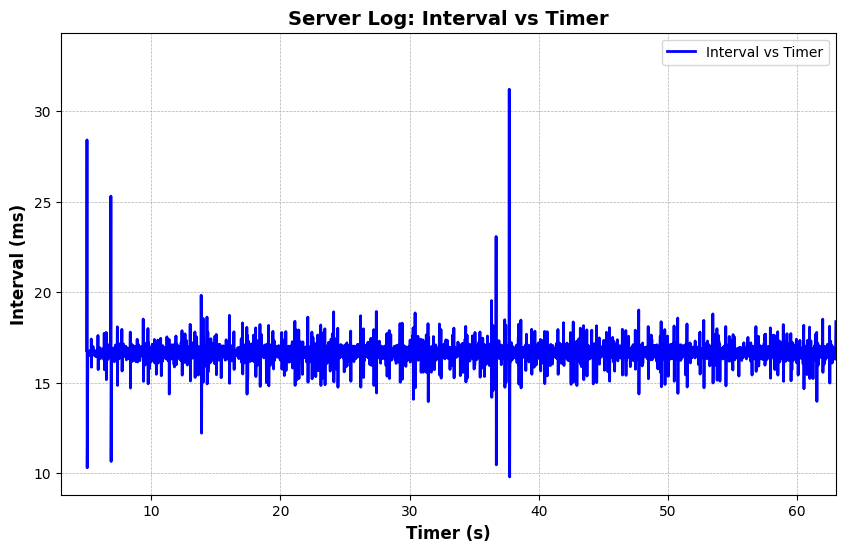 Server Log: Interval vs Timer
Interval vs Timer
30
25
20
15
10
Interval (ms)
10 20 30 40 50 60
Timer (s)